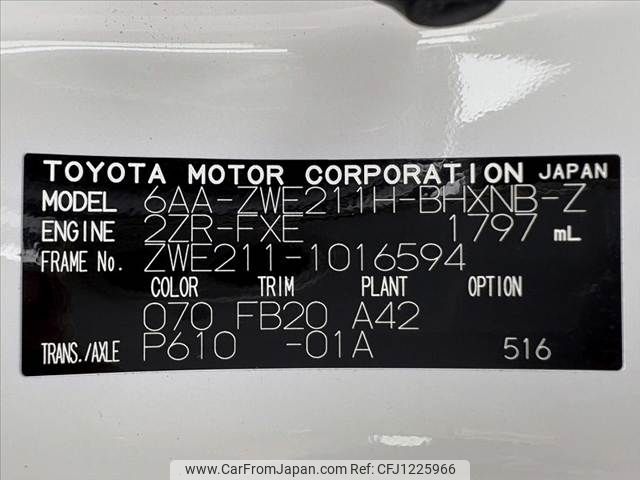 TOYOTA MOTOR CORPORATION JAPAN
MODEL 6AA-ZWE211H-BHXNB-Z
ENGINE 2ZR-FXE 1797 mL
FRAME No. ZWE211-1016594
COLOR TRIM PLANT OPTION
070 FB20 A42
TRANS./AXLE P610 -01A 516
www.CarFromJapan.com | CFJ1225966